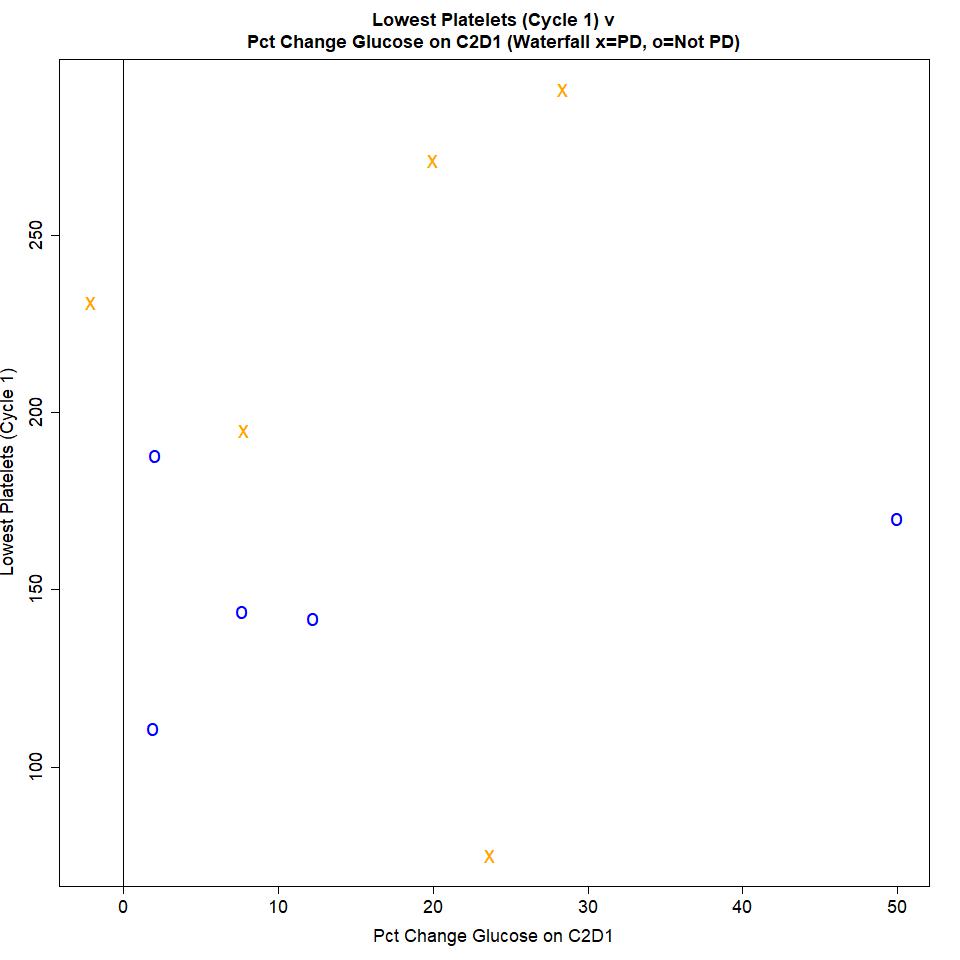 Lowest Platelets (Cycle 1) v
Pct Change Glucose on C2D1 (Waterfall x=PD, o=Not PD)
X
X
250
X
Lowest Platelets (Cycle 1)
200
X
O
O
150
O
O
O
100
X
0 10 20 30 40 50
Pct Change Glucose on C2D1